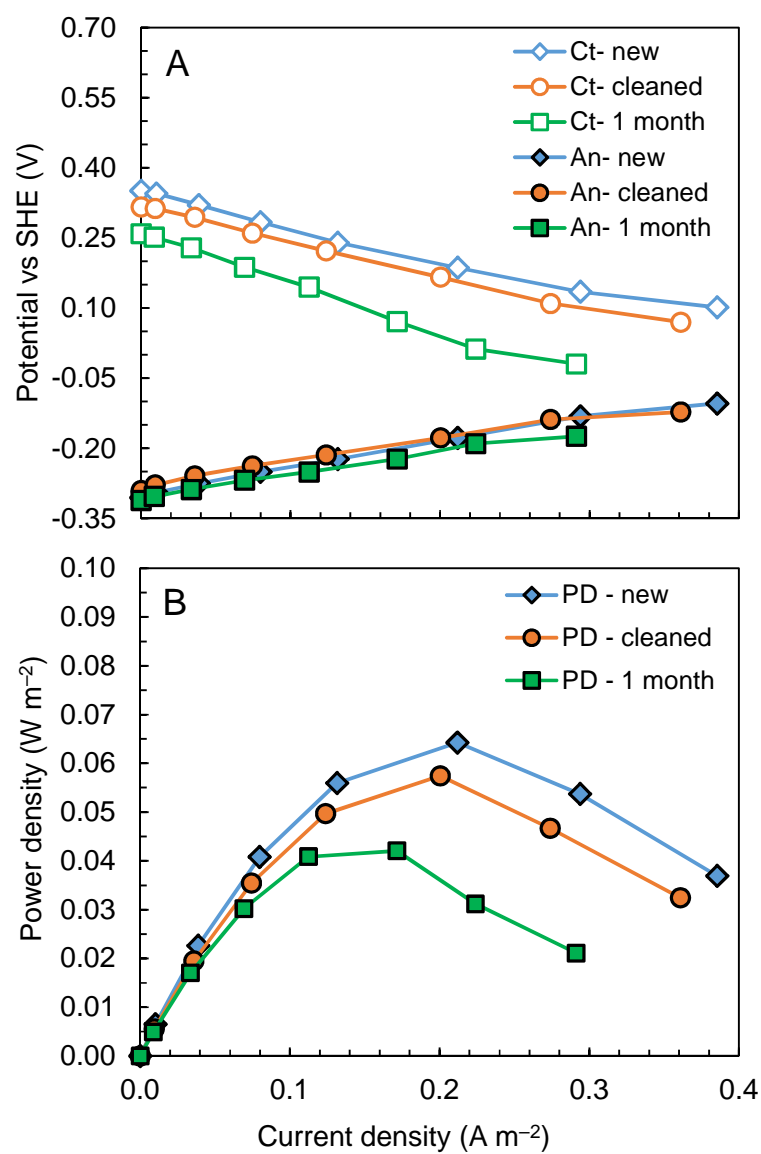 0.70
0.55
0.40
0.25
0.10
-0.05
-0.20
-0.35
Potential vs SHE (V)
A
Ct- new
Ct- cleaned
Ct- 1 month
An- new
An- cleaned
An- 1 month
0.10
0.09
0.08
0.07
0.06
0.05
0.04
0.03
0.02
0.01
0.00
Power density (W m⁻²)
B
PD - new
PD - cleaned
PD - 1 month
0.0 0.1 0.2 0.3 0.4
Current density (A m⁻²)